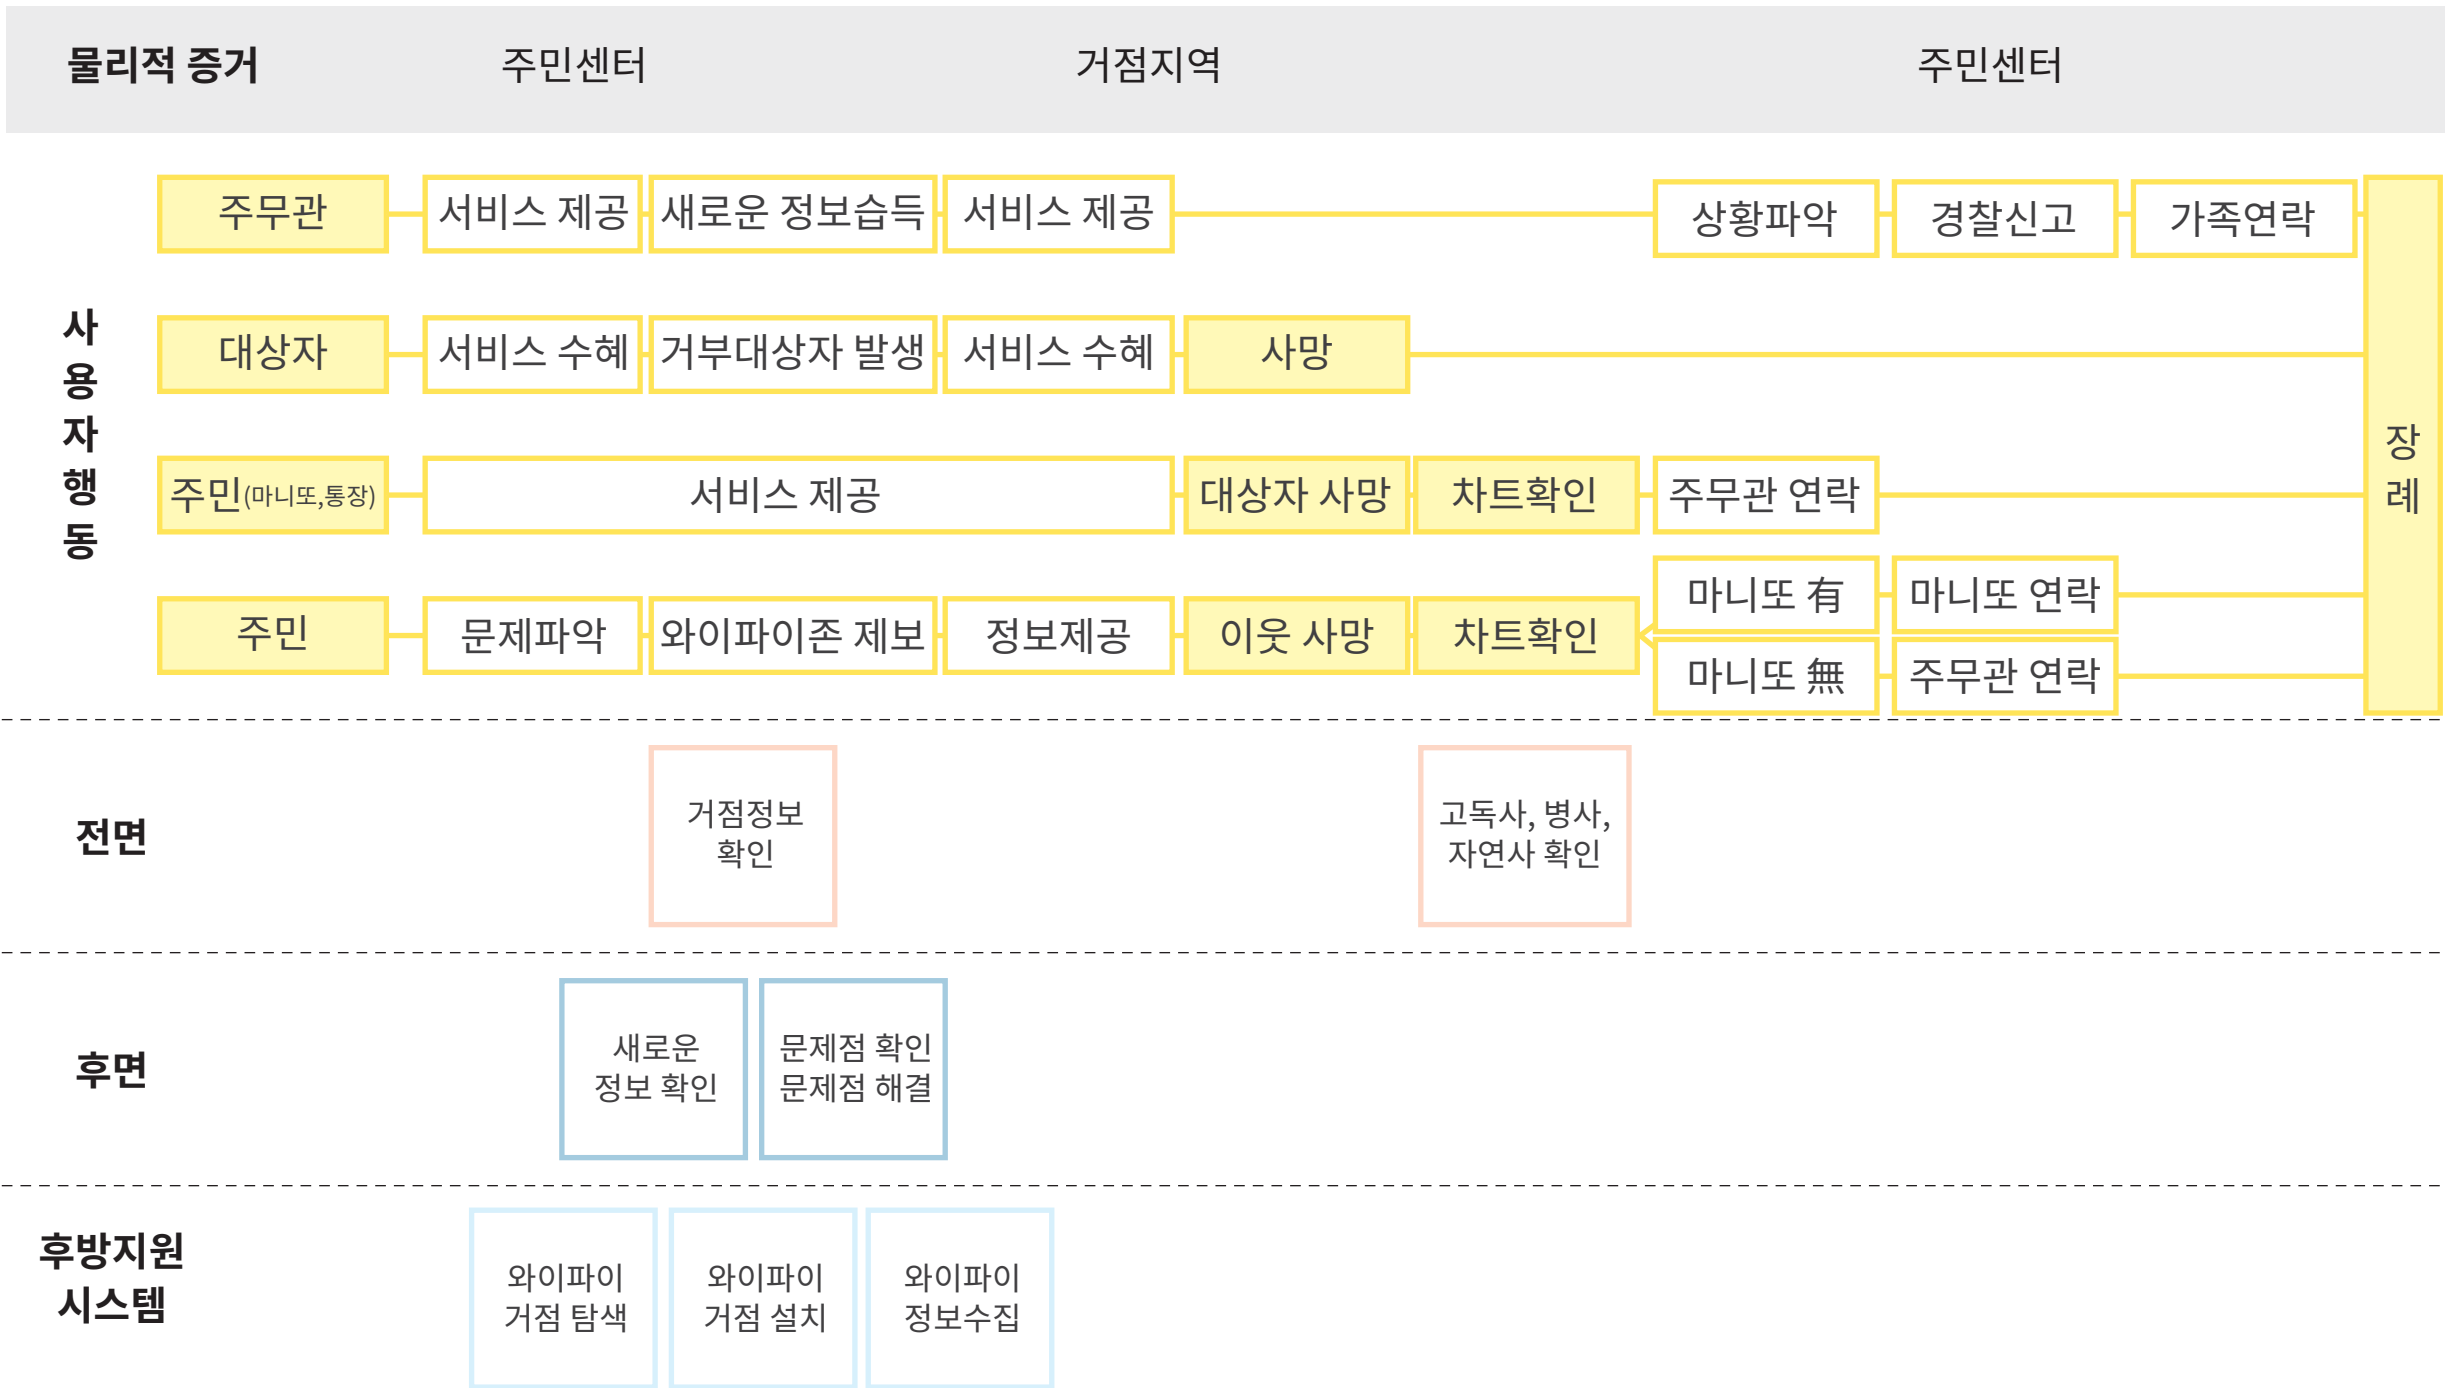 물리적 증거 주민센터 거점지역 주민센터
사용자행동
주무관 서비스 제공 새로운 정보습득 서비스 제공 상황파악 경찰신고 가족연락
대상자 서비스 수혜 거부대상자 발생 서비스 수혜 사망
주민(마니또,통장) 서비스 제공 대상자 사망 차트확인 주무관 연락
주민 문제파악 와이파이존 제보 정보제공 이웃 사망 차트확인
마니또 有 마니또 연락
마니또 無 주무관 연락
장례
전면
거점정보
확인
고독사, 병사,
자연사 확인
후면
새로운
정보 확인
문제점 확인
문제점 해결
후방지원
시스템
와이파이
거점 탐색
와이파이
거점 설치
와이파이
정보수집